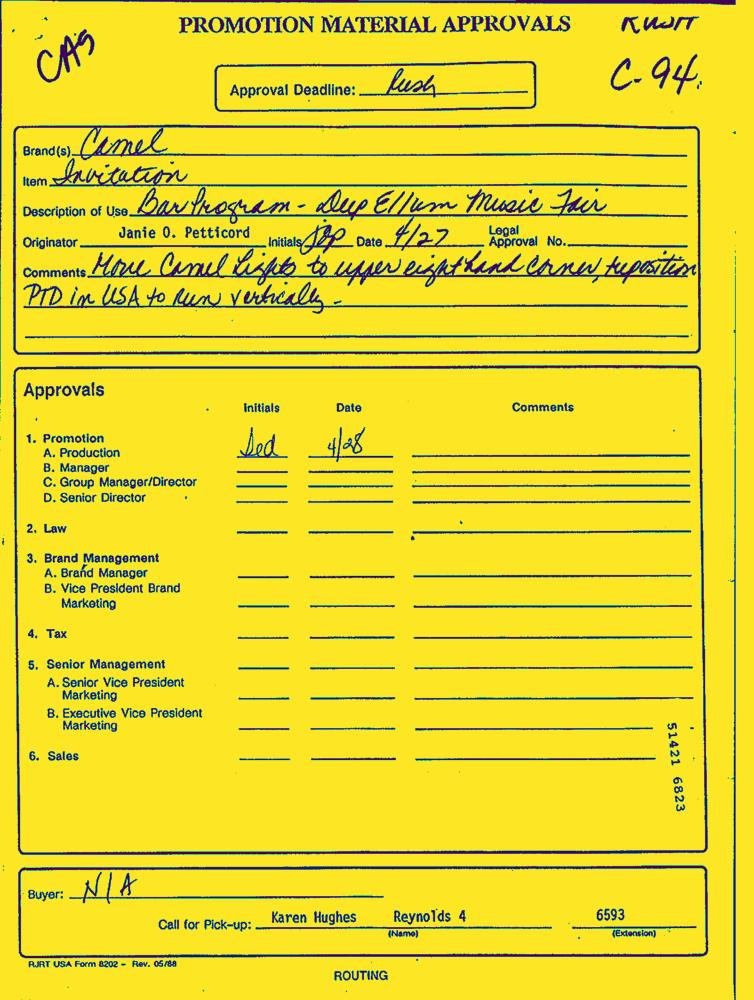 PROMOTION MATERIAL APPROVALS
CAS
C-94
Approval Deadline: Rush
Brand(s) Camel
Item Invitation
Description of Use Bar Program - Deep Ellum Music Fair
Originator Janie O. Petticord Initials JOP Date 4/27 Legal Approval No.
Comments Move Camel Lights to upper right hand corner, reposition
PTD in USA to run vertically -
Approvals
Initials Date Comments
1. Promotion
A. Production 4/28
B. Manager
C. Group Manager/Director
D. Senior Director
2. Law
3. Brand Management
A. Brand Manager
B. Vice President Brand
Marketing
4. Tax
5. Senior Management
A. Senior Vice President
Marketing
B. Executive Vice President
Marketing
6. Sales
51421 6823
Buyer: N/A
Call for Pick-up: Karen Hughes Reynolds 4 6593
(Name) (Extension)
RJRT USA Form 8202 - Rev. 05/88
ROUTING